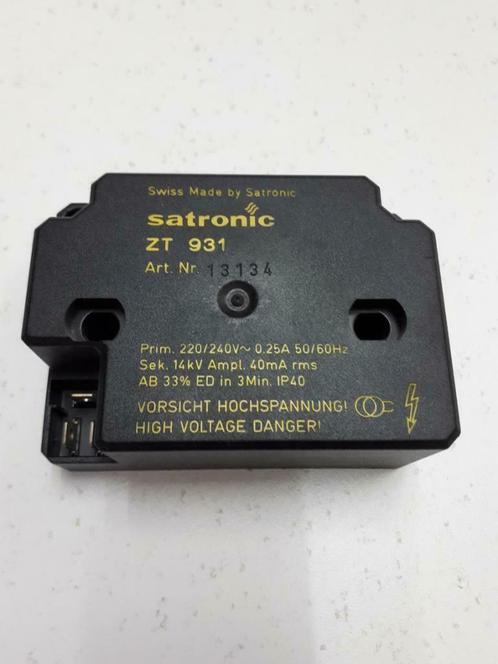 Swiss Made by Satronic
satronic
ZT 931
Art. Nr. 13134
Prim. 220/240V~ 0.25A 50/60Hz
Sek. 14kV Ampl. 40mA rms
AB 33% ED in 3Min. IP40
VORSICHT HOCHSPANNUNG!
HIGH VOLTAGE DANGER!